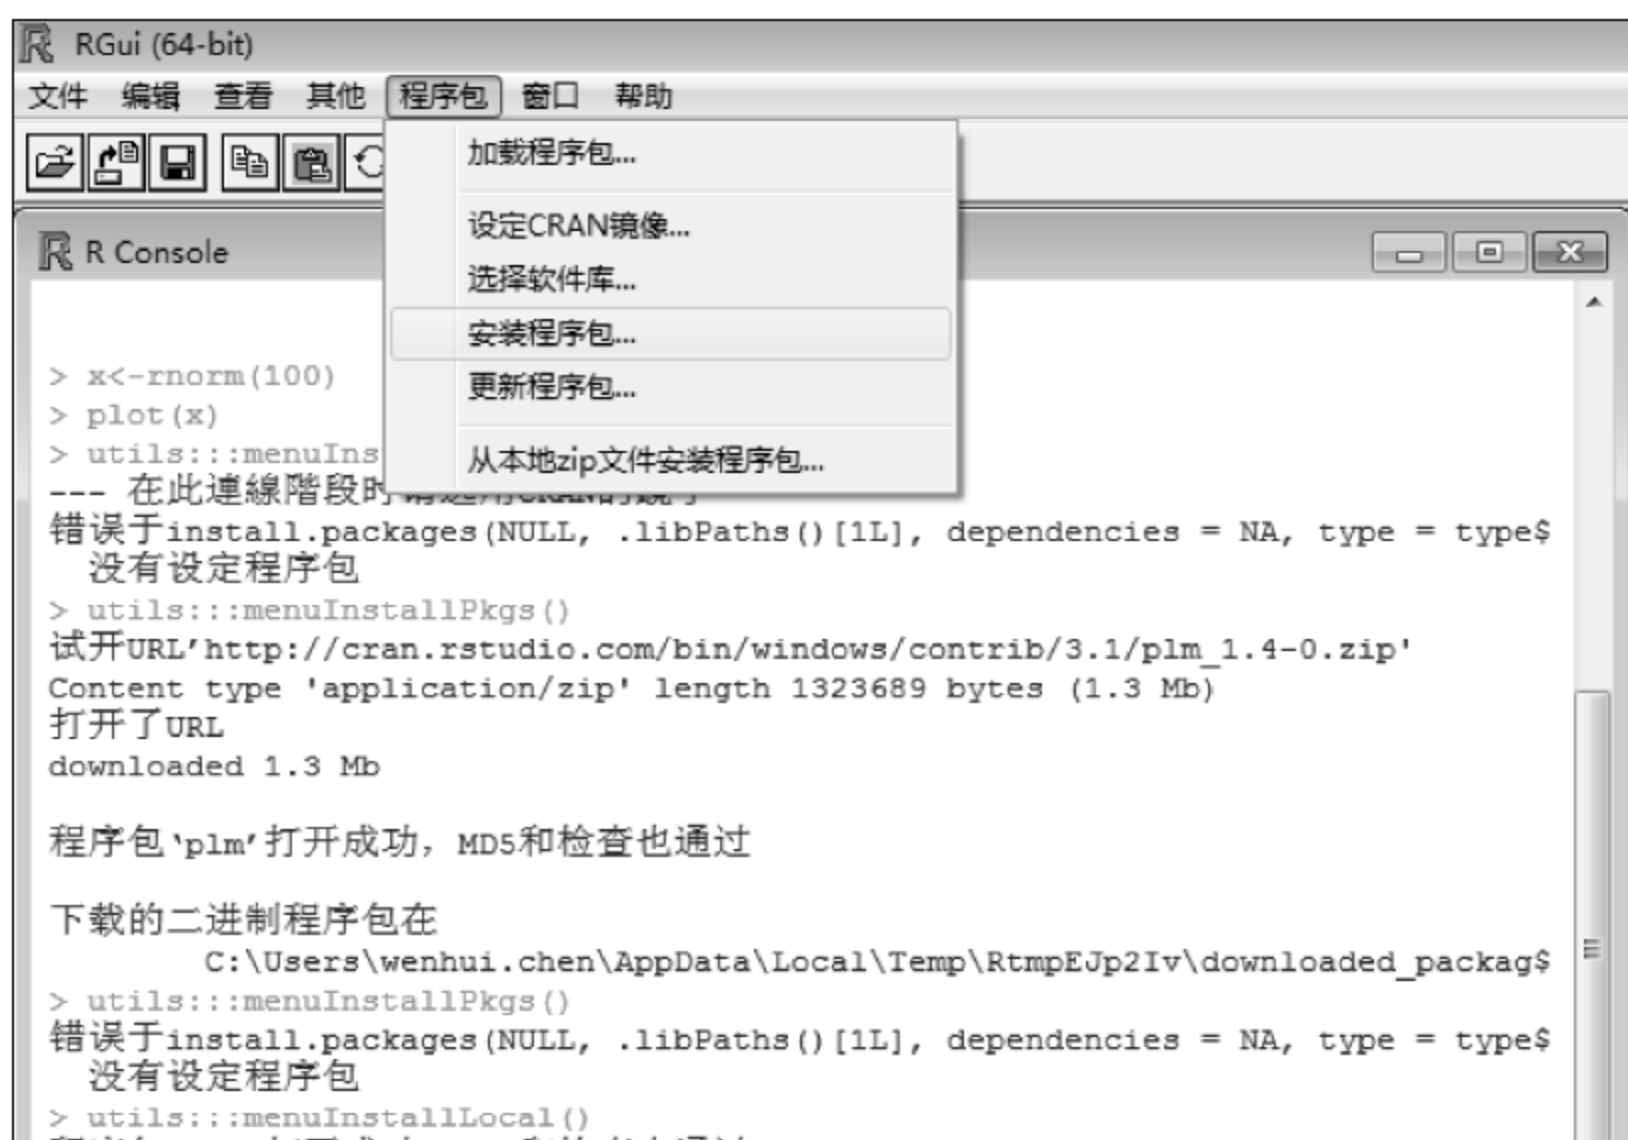 RGui (64-bit)
文件 编辑 查看 其他 程序包 窗口 帮助
加载程序包...
设定CRAN镜像...
选择软件库...
安装程序包...
更新程序包...
从本地zip文件安装程序包...
R Console
> x<-rnorm(100)
> plot(x)
> utils:::menuIns
--- 在此連線階段时
错误于install.packages(NULL, .libPaths()[1L], dependencies = NA, type = type$
没有设定程序包
> utils:::menuInstallPkgs()
试开URL’http://cran.rstudio.com/bin/windows/contrib/3.1/plm_1.4-0.zip'
Content type 'application/zip' length 1323689 bytes (1.3 Mb)
打开了URL
downloaded 1.3 Mb
程序包‘plm’打开成功，MD5和检查也通过
下载的二进制程序包在
C:\Users\wenhui.chen\AppData\Local\Temp\RtmpEJp2Iv\downloaded_packag$
> utils:::menuInstallPkgs()
错误于install.packages(NULL, .libPaths()[1L], dependencies = NA, type = type$
没有设定程序包
> utils:::menuInstallLocal()